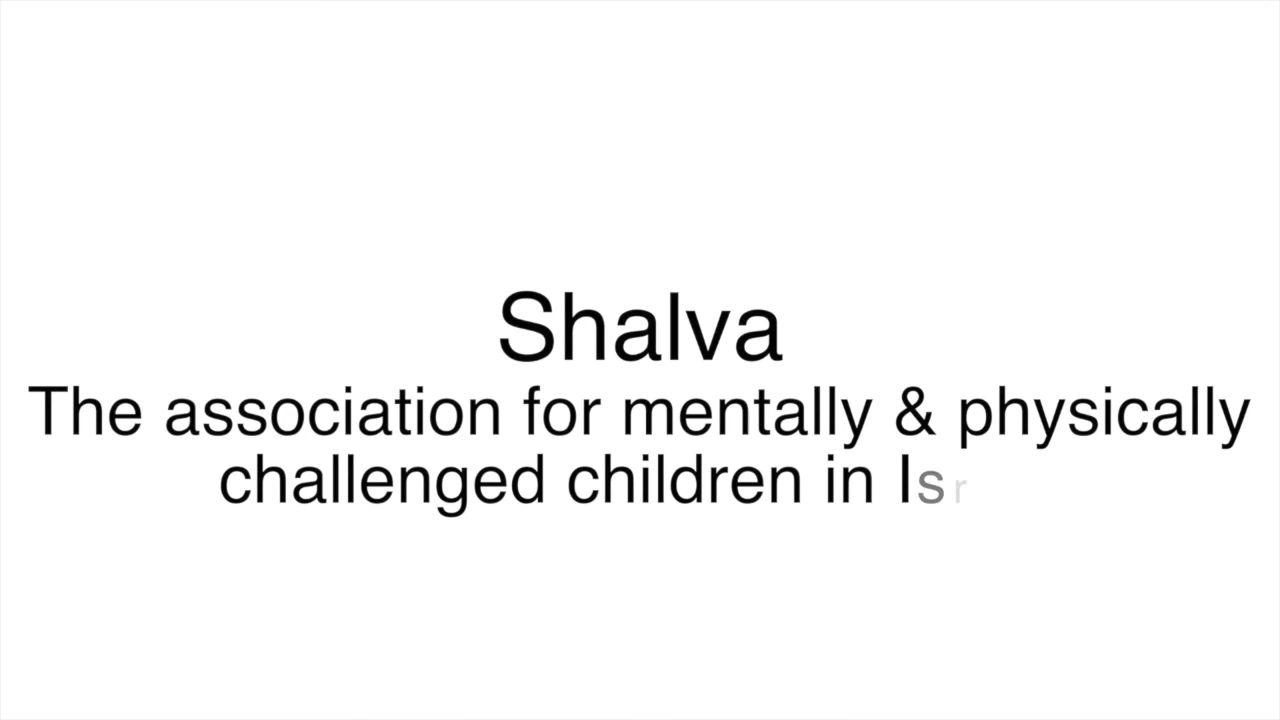 Shalva
The association for mentally & physically
challenged children in Isr